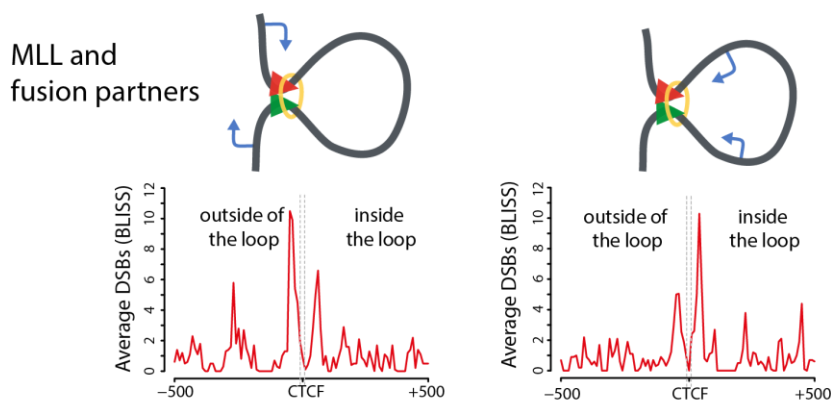 MLL and
fusion partners
Average DSBs (BLISS)
12
10
8
6
4
2
0
outside of
the loop
inside
the loop
−500
CTCF
+500
Average DSBs (BLISS)
12
10
8
6
4
2
0
outside of
the loop
inside
the loop
−500
CTCF
+500